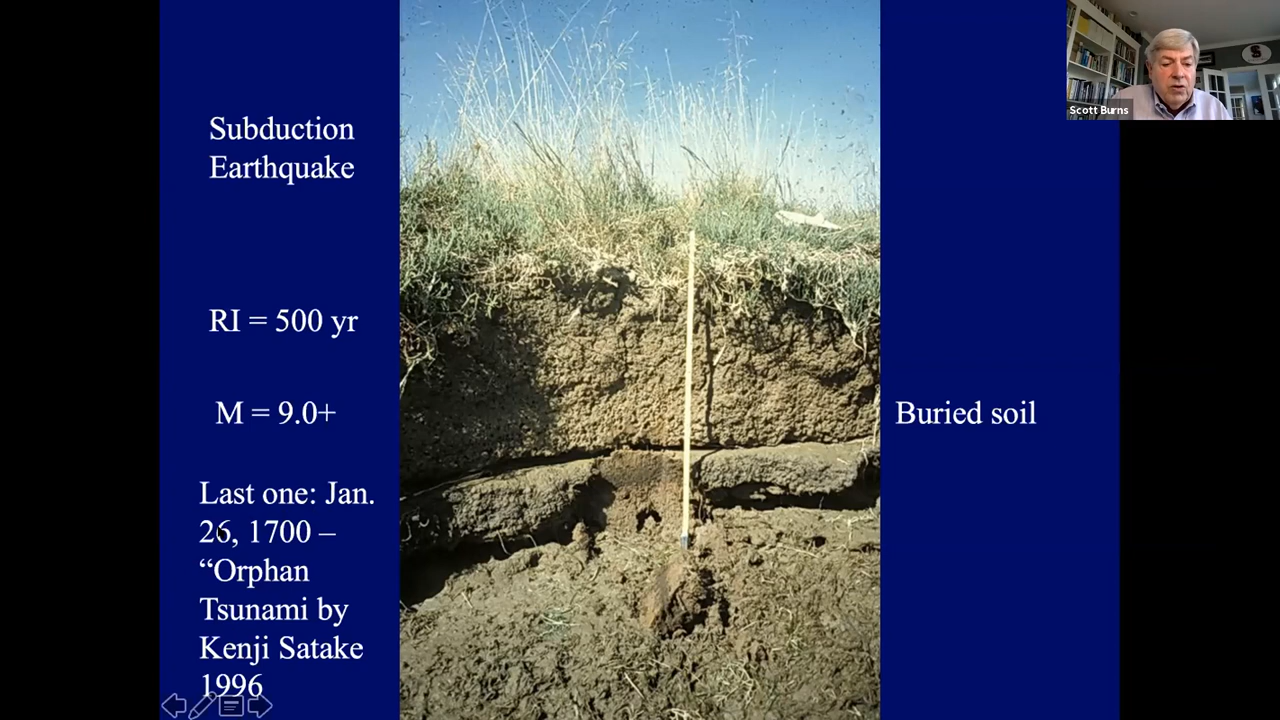 Subduction
Earthquake
RI = 500 yr
M = 9.0+
Last one: Jan.
26, 1700 –
“Orphan
Tsunami by
Kenji Satake
1996
Buried soil
Scott Burns